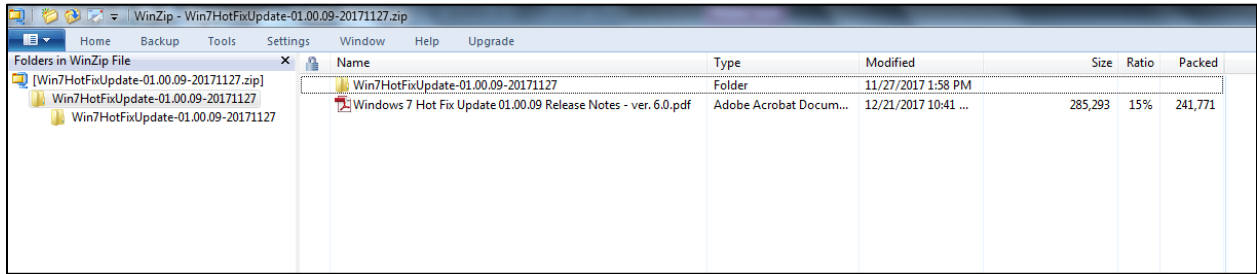 WinZip - Win7HotFixUpdate-01.00.09-20171127.zip
Home Backup Tools Settings Window Help Upgrade
Folders in WinZip File
[Win7HotFixUpdate-01.00.09-20171127.zip]
Win7HotFixUpdate-01.00.09-20171127
Win7HotFixUpdate-01.00.09-20171127
Name Type Modified Size Ratio Packed
Win7HotFixUpdate-01.00.09-20171127 Folder 11/27/2017 1:58 PM
Windows 7 Hot Fix Update 01.00.09 Release Notes - ver. 6.0.pdf Adobe Acrobat Docum... 12/21/2017 10:41 ... 285,293 15% 241,771